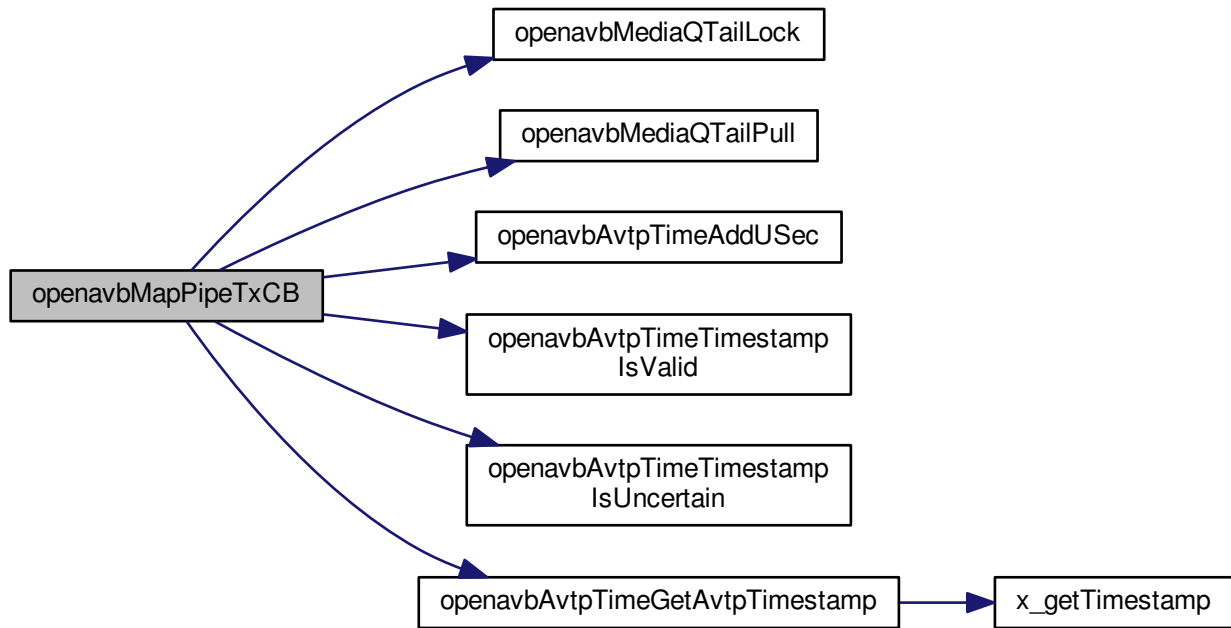 openavbMediaQTailLock
openavbMediaQTailPull
openavbAvtpTimeAddUSec
openavbMapPipeTxCB
openavbAvtpTimeTimestamp
IsValid
openavbAvtpTimeTimestamp
IsUncertain
openavbAvtpTimeGetAvtpTimestamp
x_getTimestamp